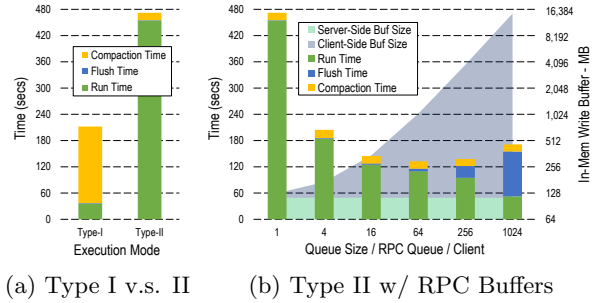 480
420
360
300
240
180
120
60
0
Time (secs)
Compaction Time
Flush Time
Run Time
Type-I Type-II
Execution Mode
(a) Type I v.s. II
480
420
360
300
240
180
120
60
0
Time (secs)
Server-Side Buf Size
Client-Side Buf Size
Run Time
Flush Time
Compaction Time
16,384
8,192
4,096
2,048
1,024
512
256
128
64
In-Mem Write Buffer - MB
1 4 16 64 256 1024
Queue Size / RPC Queue / Client
(b) Type II w/ RPC Buffers